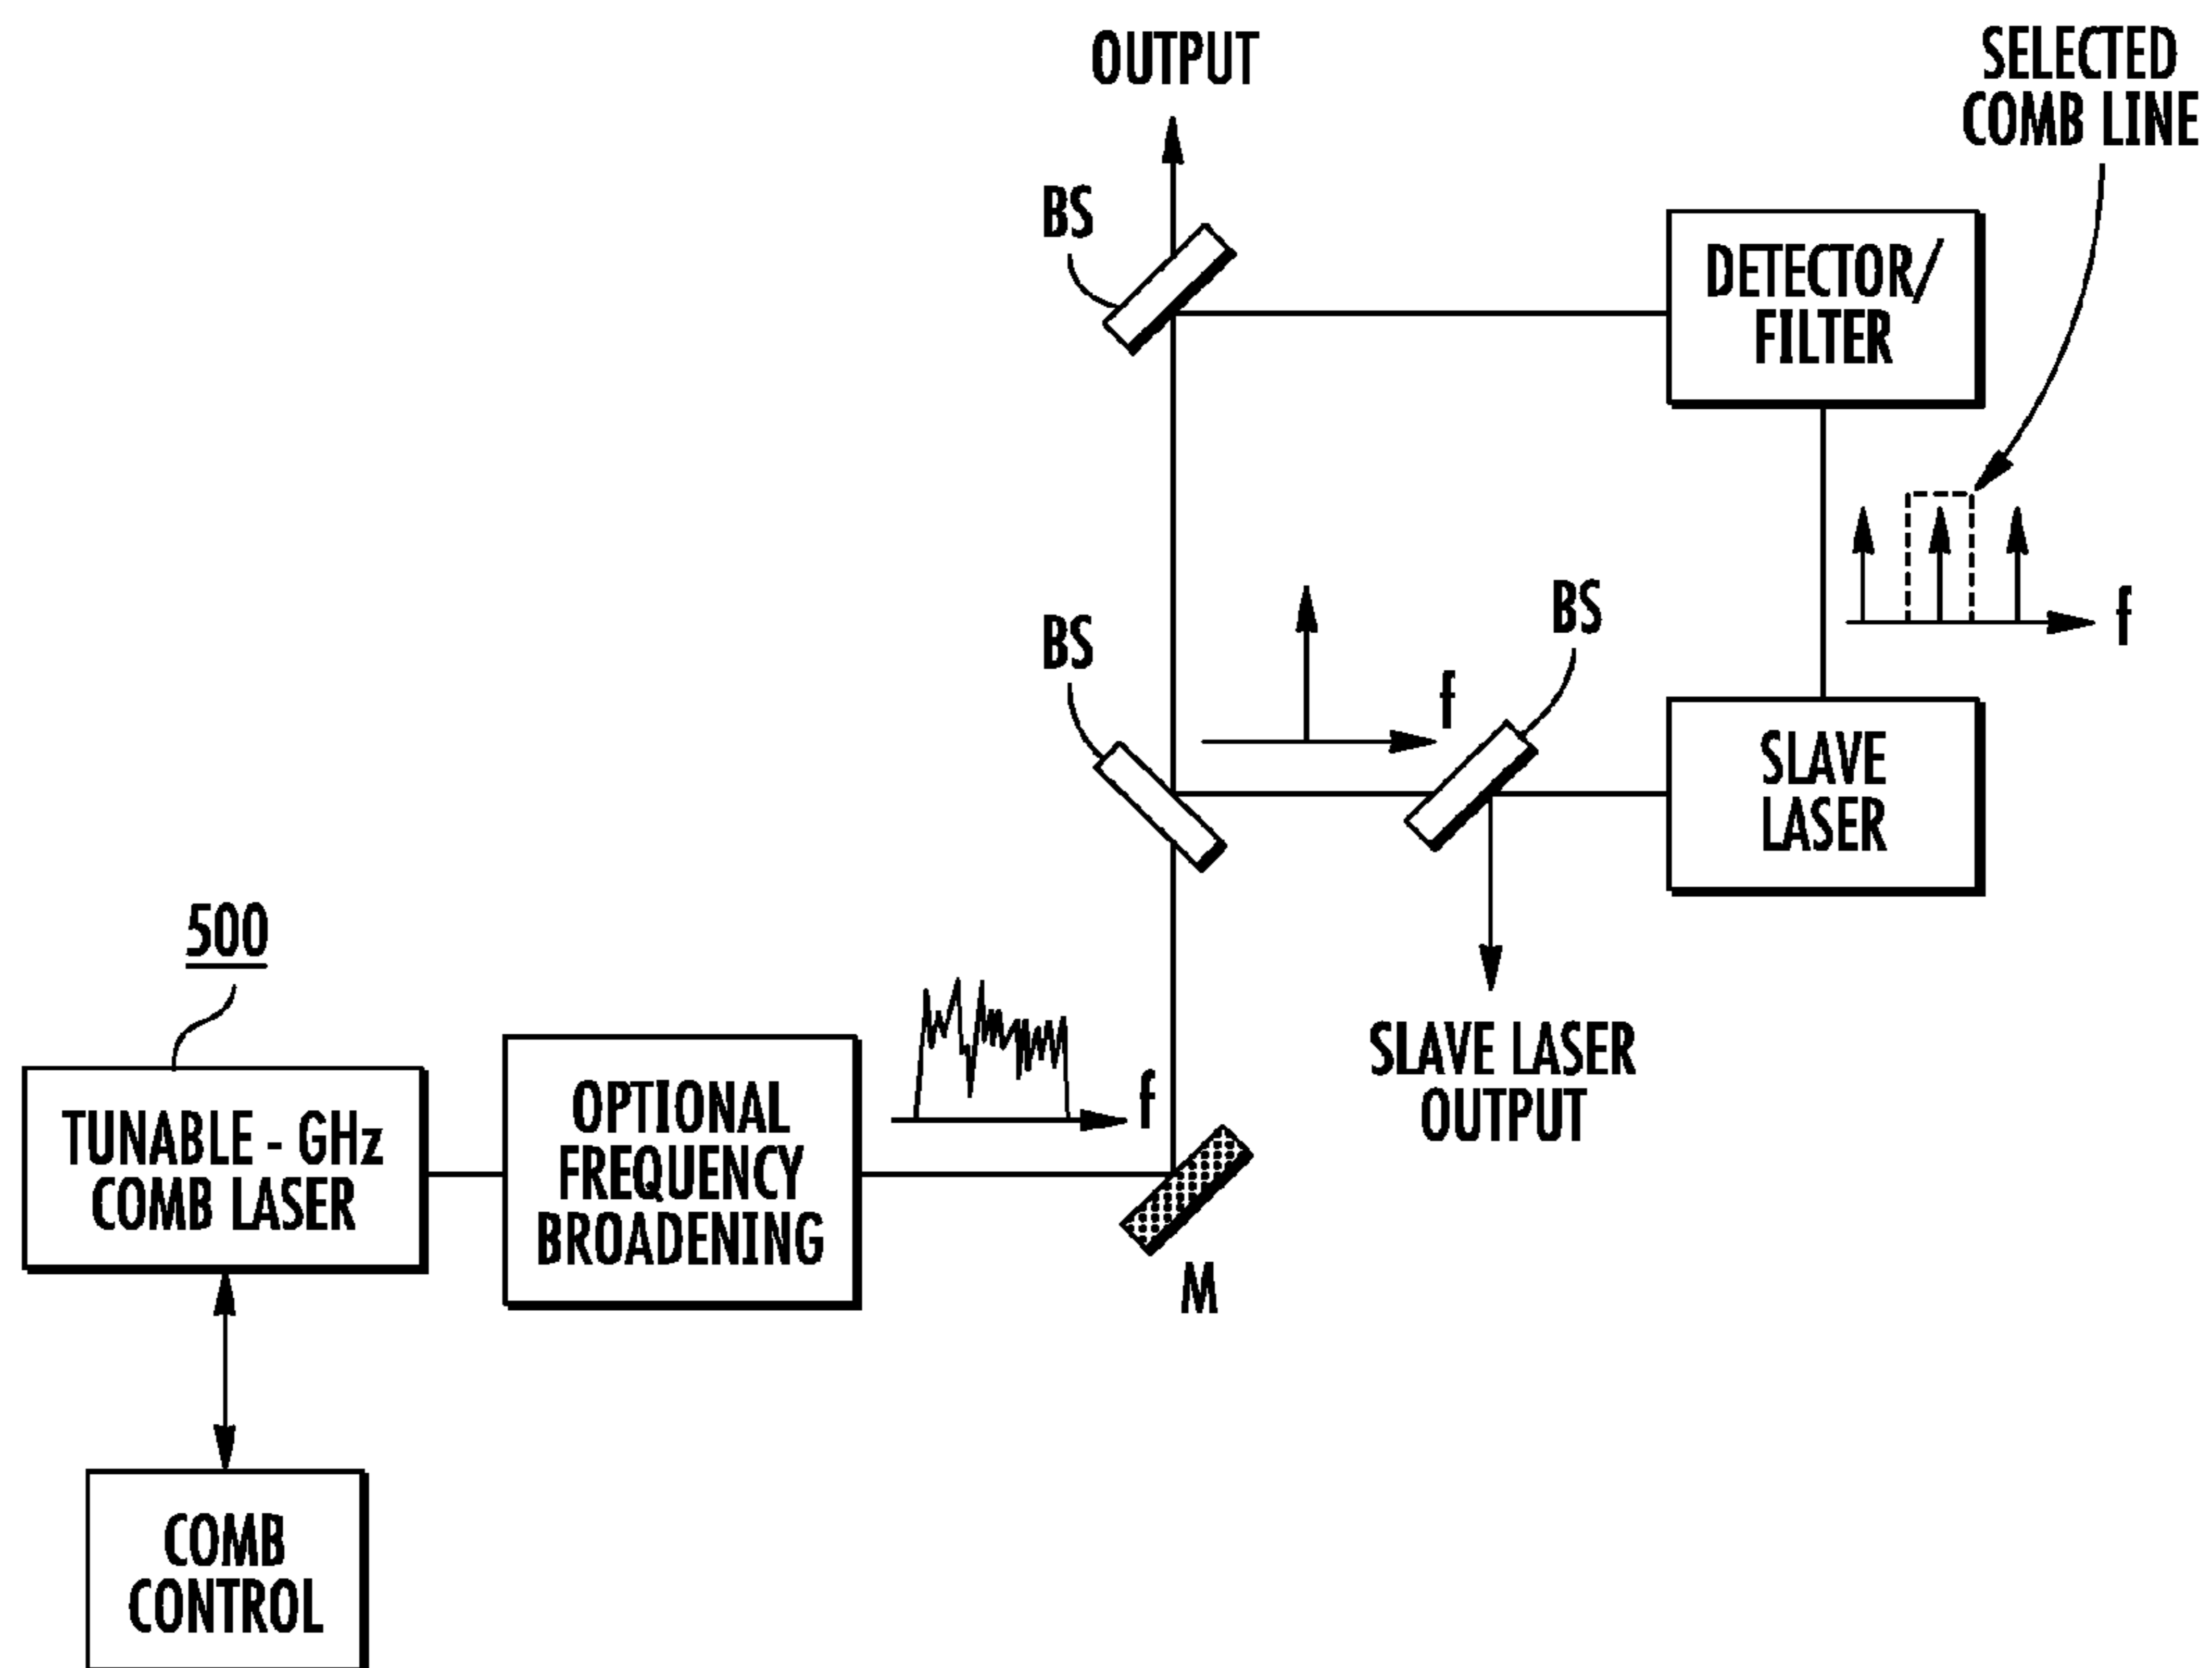 OUTPUT
SELECTED
COMB LINE
BS
DETECTOR/
FILTER
BS
f
BS
f
SLAVE
LASER
500
SLAVE LASER
OUTPUT
TUNABLE - GHz
COMB LASER
OPTIONAL
FREQUENCY
BROADENING
f
M
COMB
CONTROL